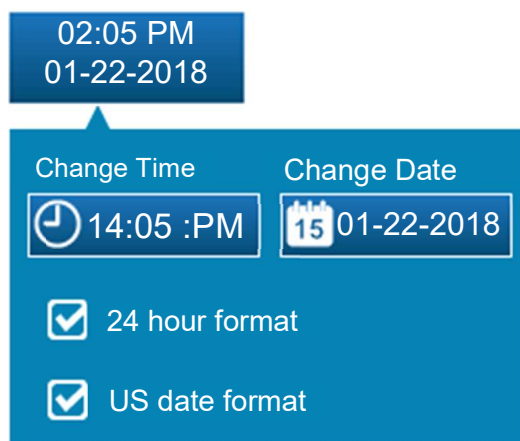 02:05 PM
01-22-2018
Change Time
Change Date
14:05 :PM
15
01-22-2018
24 hour format
US date format